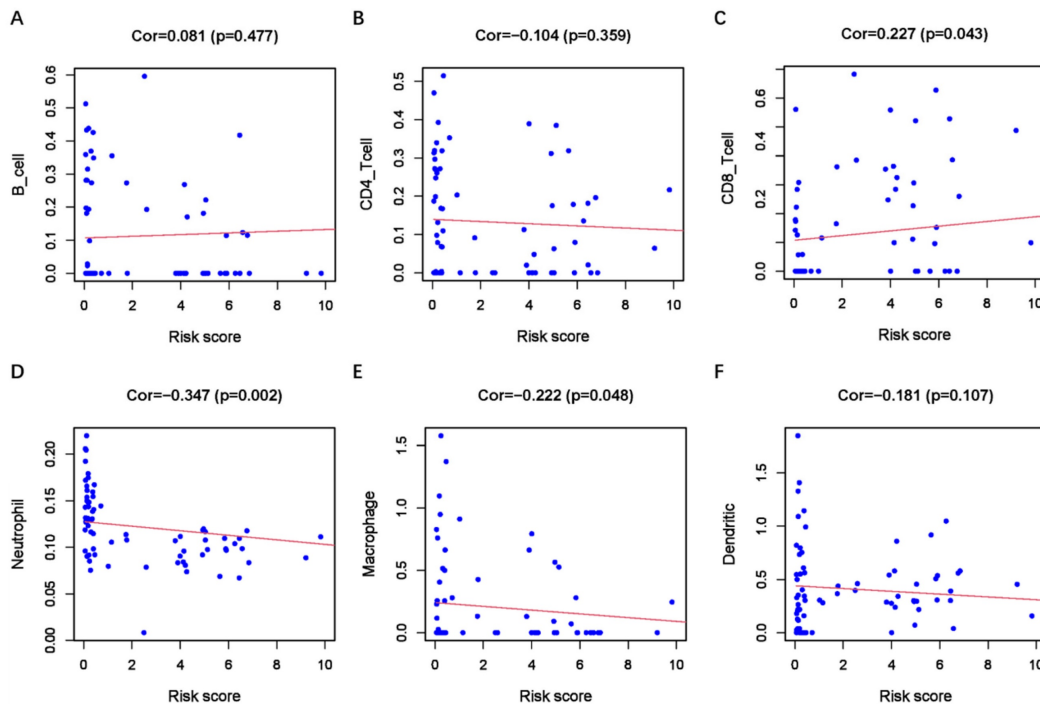 A
Cor=0.081 (p=0.477)
B_cell
0.0 0.1 0.2 0.3 0.4 0.5 0.6
0 2 4 6 8 10
Risk score
B
Cor=−0.104 (p=0.359)
CD4_Tcell
0.0 0.1 0.2 0.3 0.4 0.5
0 2 4 6 8 10
Risk score
C
Cor=0.227 (p=0.043)
CD8_Tcell
0.0 0.2 0.4 0.6
0 2 4 6 8 10
Risk score
D
Cor=−0.347 (p=0.002)
Neutrophil
0.00 0.05 0.10 0.15 0.20
0 2 4 6 8 10
Risk score
E
Cor=−0.222 (p=0.048)
Macrophage
0.0 0.5 1.0 1.5
0 2 4 6 8 10
Risk score
F
Cor=−0.181 (p=0.107)
Dendritic
0.0 0.5 1.0 1.5
0 2 4 6 8 10
Risk score